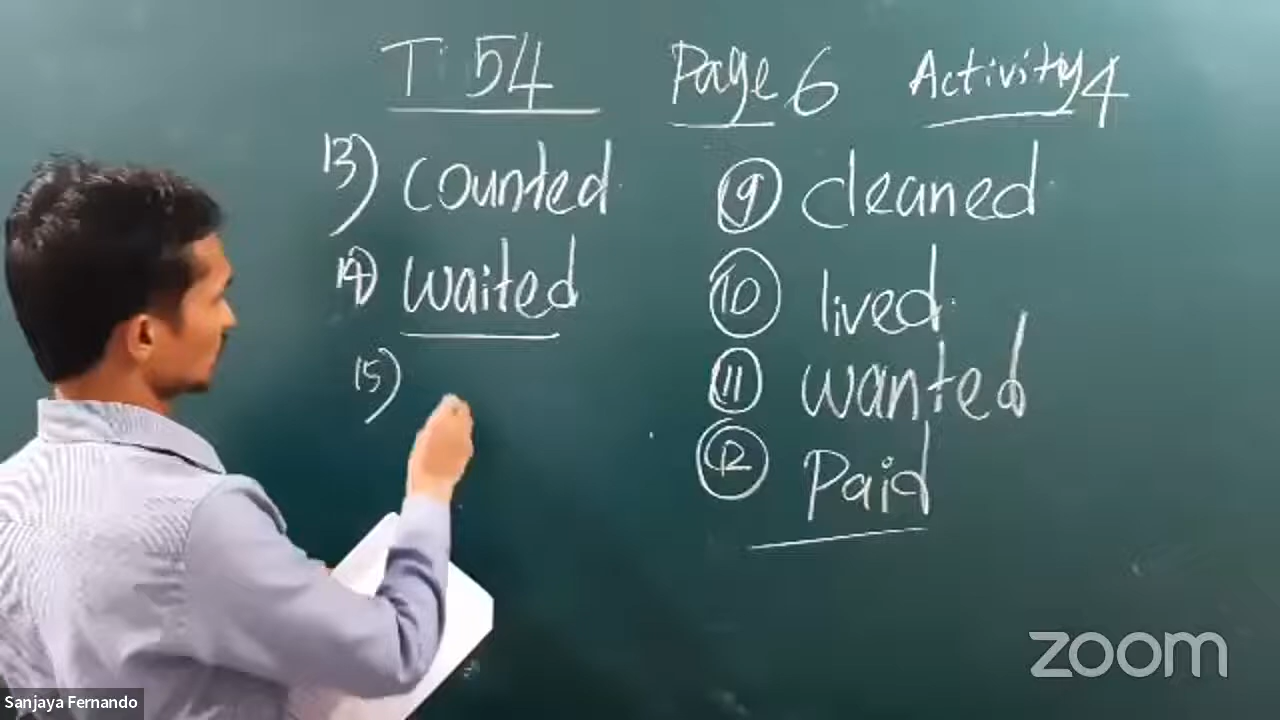 T. 54 Page 6 Activity 4
13) counted
14) waited
15)
9 cleaned
10 lived
11 wanted
12 Paid
zoom
Sanjaya Fernando